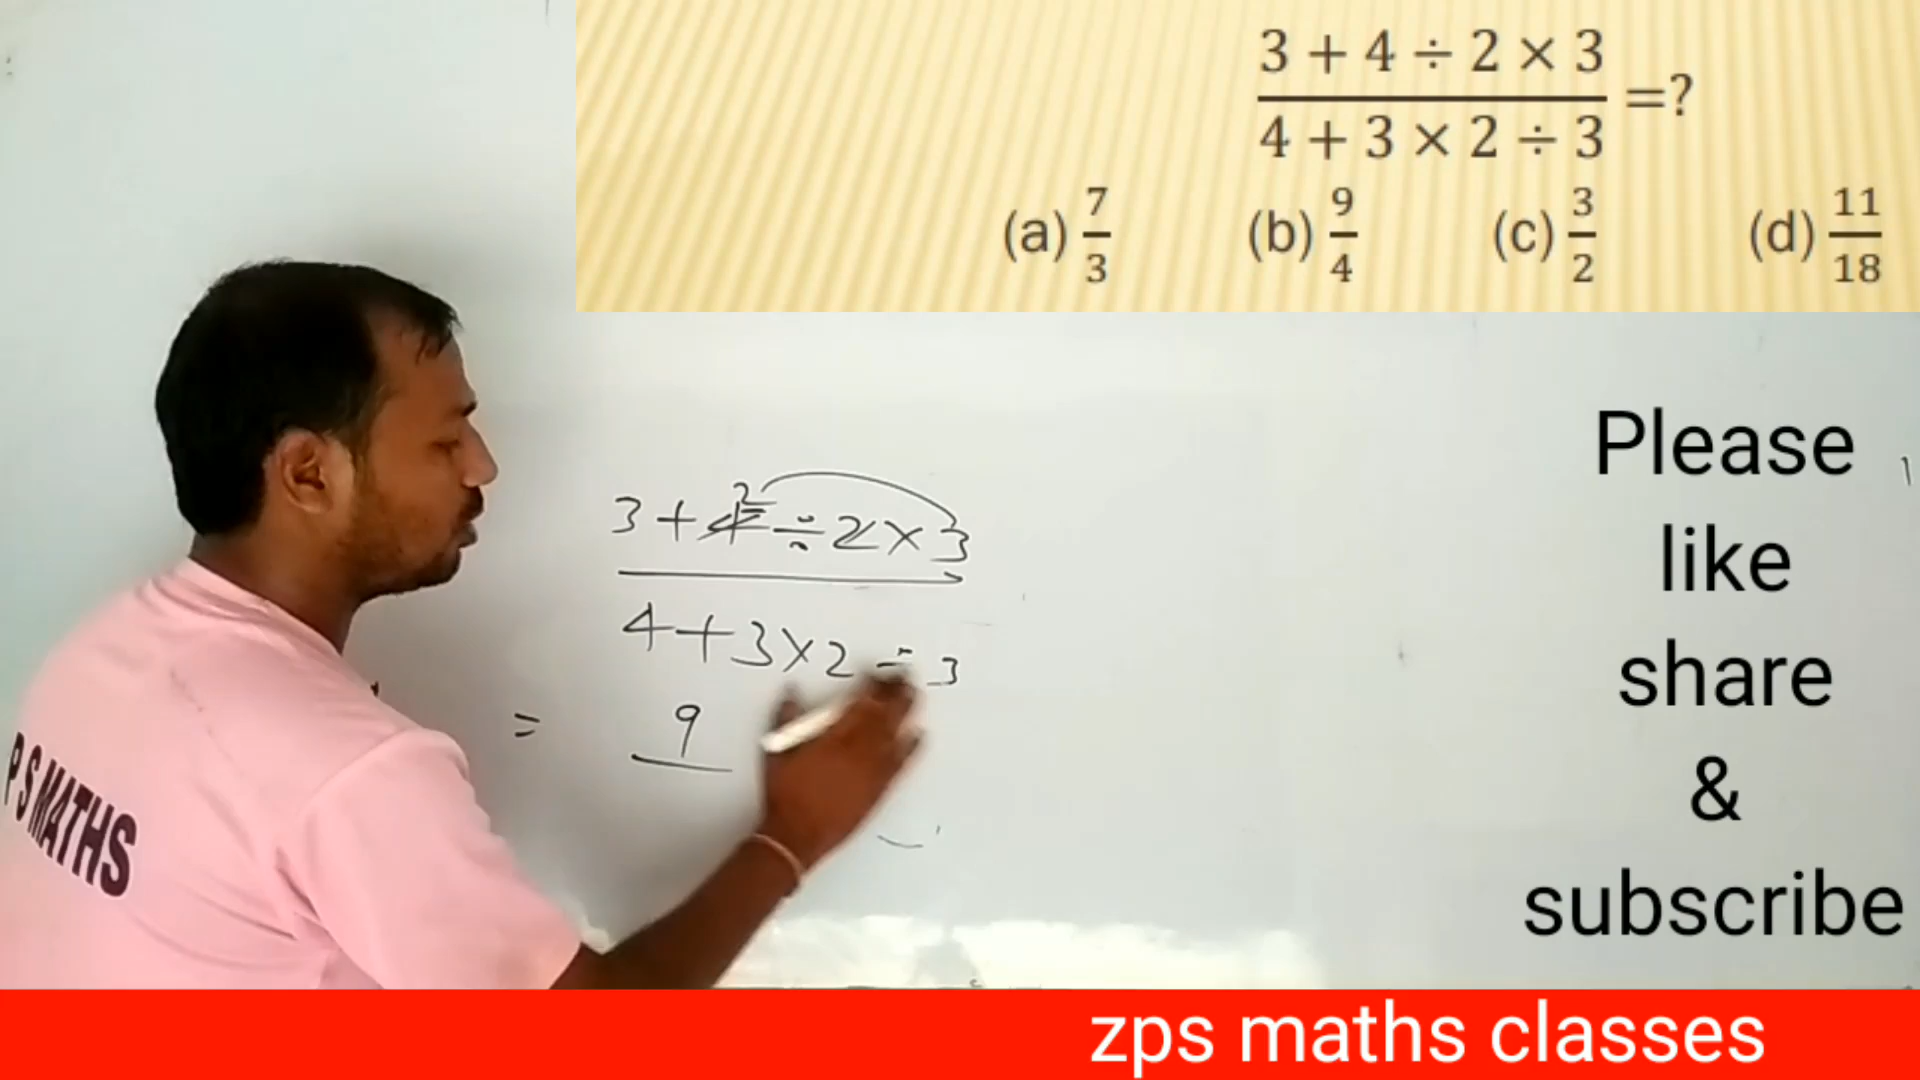 3 + 4 ÷ 2 × 3
4 + 3 × 2 ÷ 3
=?
(a) 7/3 (b) 9/4 (c) 3/2 (d) 11/18
2
3 + 4 ÷ 2 × 3
4 + 3 × 2 ÷ 3
= 9
P S MATHS
Please
like
share
&
subscribe
zps maths classes